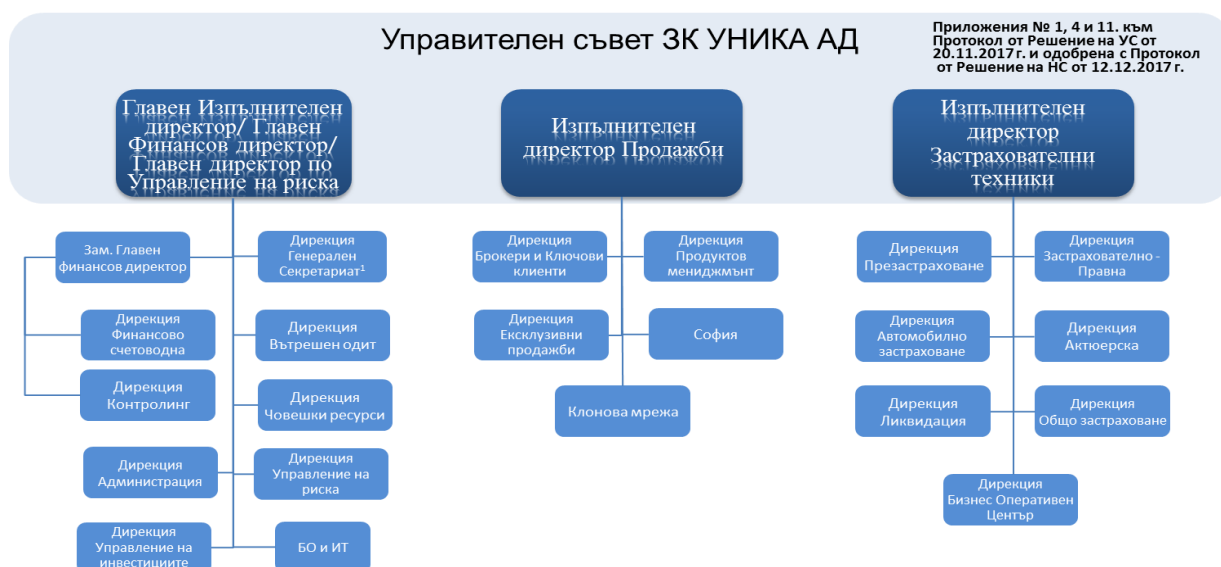 Управителен съвет ЗК УНИКА АД
Приложения № 1, 4 и 11. към
Протокол от Решение на УС от
20.11.2017 г. и одобрена с Протокол
от Решение на НС от 12.12.2017 г.
Главен Изпълнителен
директор/ Главен
Финансов директор/
Главен директор по
Управление на риска
Изпълнителен
директор Продажби
Изпълнителен
директор
Застрахователни
техники
Зам. Главен
финансов директор
Дирекция
Генерален
Секретариат¹
Дирекция
Финансово
счетоводна
Дирекция
Вътрешен одит
Дирекция
Контролинг
Дирекция
Човешки ресурси
Дирекция
Администрация
Дирекция
Управление на
риска
Дирекция
Управление на
инвестициите
БО и ИТ
Дирекция
Брокери и Ключови
клиенти
Дирекция
Продуктов
мениджмънт
Дирекция
Ексклузивни
продажби
София
Клонова мрежа
Дирекция
Презастраховане
Дирекция
Застрахователно -
Правна
Дирекция
Автомобилно
застраховане
Дирекция
Актюерска
Дирекция
Ликвидация
Дирекция
Общо застраховане
Дирекция
Бизнес Оперативен
Център